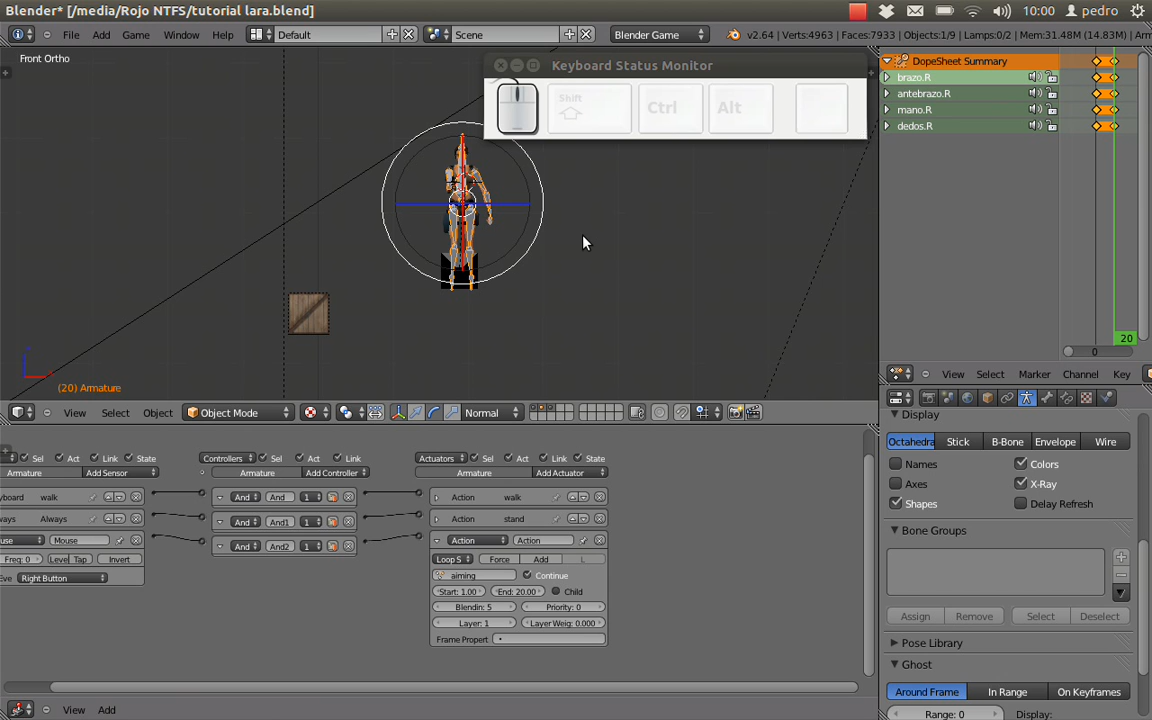 Blender* [/media/Rojo NTFS/tutorial lara.blend]
10:00 pedro
File Add Game Window Help Default Scene Blender Game v2.64 | Verts:4963 | Faces:7933 | Objects:1/9 | Lamps:0/2 | Mem:31.48M (14.83M) | Arm
Front Ortho
Keyboard Status Monitor
Shift Ctrl Alt
DopeSheet Summary
brazo.R
antebrazo.R
mano.R
dedos.R
20
0
(20) Armature
View Select Marker Channel Key
View Select Object Object Mode Normal
Display
Octahedra Stick B-Bone Envelope Wire
Names Colors
Axes X-Ray
Shapes Delay Refresh
Bone Groups
Assign Remove Select Deselect
Pose Library
Ghost
Around Frame In Range On Keyframes
Range: 0 Display:
Sel Act Link State Controllers Sel Act Link Actuators Sel Act Link State
Armature Add Sensor Armature Add Controller Armature Add Actuator
yboard walk And And 1 Action walk
ways Always And And1 1 Action stand
use Mouse And And2 1 Action Action
Freq: 0 Level Tap Invert Loop S Force Add L
Eve Right Button aiming Continue
Start: 1.00 End: 20.00 Child
Blendin: 5 Priority: 0
Layer: 1 Layer Weig: 0.000
Frame Propert
View Add